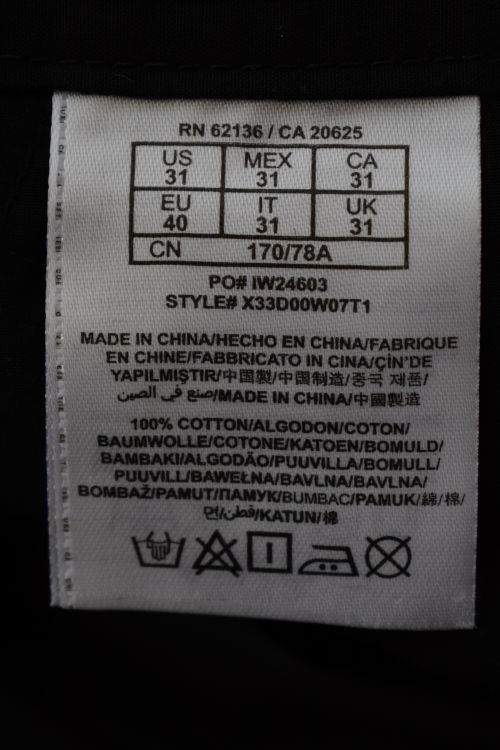 RN 62136 / CA 20625
US MEX CA
31 31 31
EU IT UK
40 31 31
CN 170/78A
PO# IW24603
STYLE# X33D00W07T1
MADE IN CHINA/HECHO EN CHINA/FABRIQUE
EN CHINE/FABBRICATO IN CINA/ÇİN'DE
YAPILMIŞTIR/中国製/中国制造/중국 제품/
صنع في الصين/MADE IN CHINA/中國製造
100% COTTON/ALGODON/COTON/
BAUMWOLLE/COTONE/KATOEN/BOMULD/
BAMBAKI/ALGODÃO/PUUVILLA/BOMULL/
PUUVILL/BAWEŁNA/BAVLNA/BAVLNA/
BOMBAŽ/PAMUT/ПАМУК/BUMBAC/PAMUK/綿/棉/
면/قطن/KATUN/棉